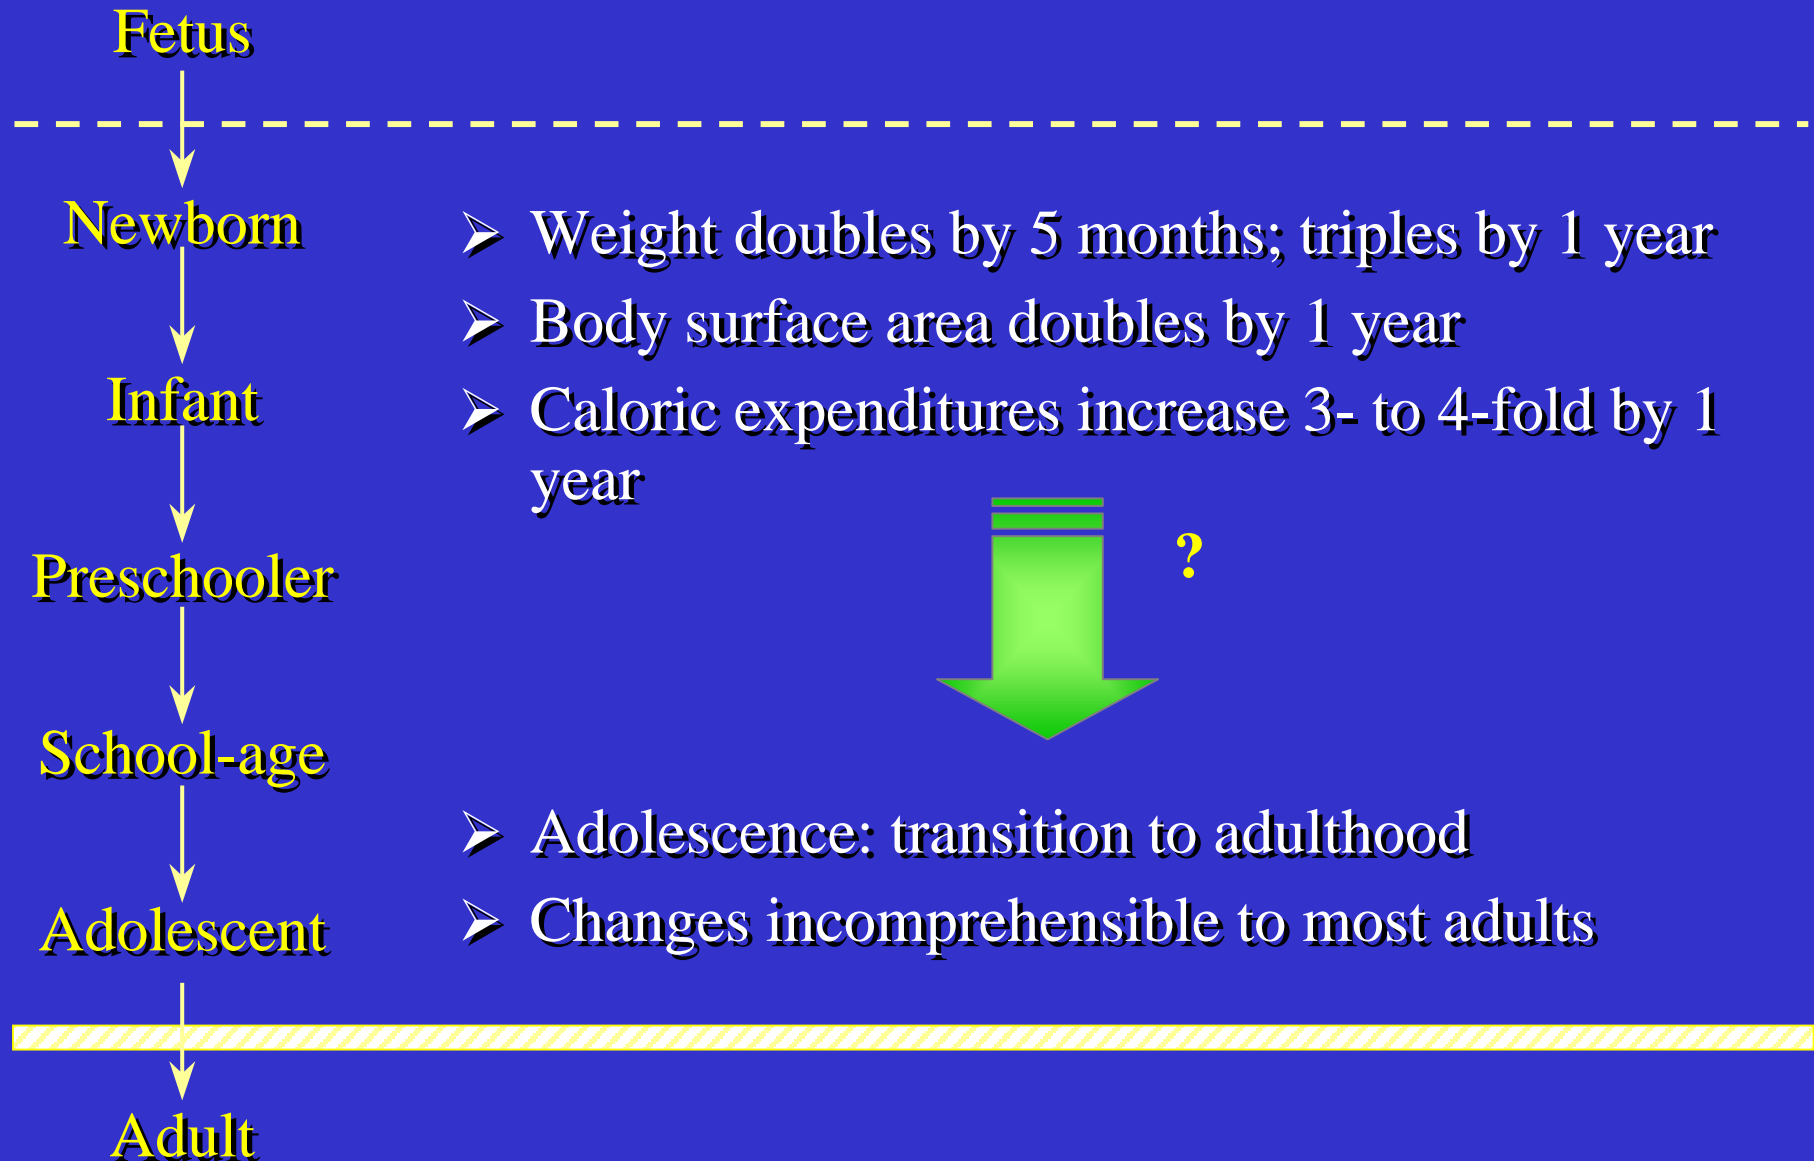 Fetus
Newborn
➢ Weight doubles by 5 months; triples by 1 year
➢ Body surface area doubles by 1 year
Infant
➢ Caloric expenditures increase 3- to 4-fold by 1
year
?
Preschooler
School-age
➢ Adolescence: transition to adulthood
Adolescent
➢ Changes incomprehensible to most adults
Adult